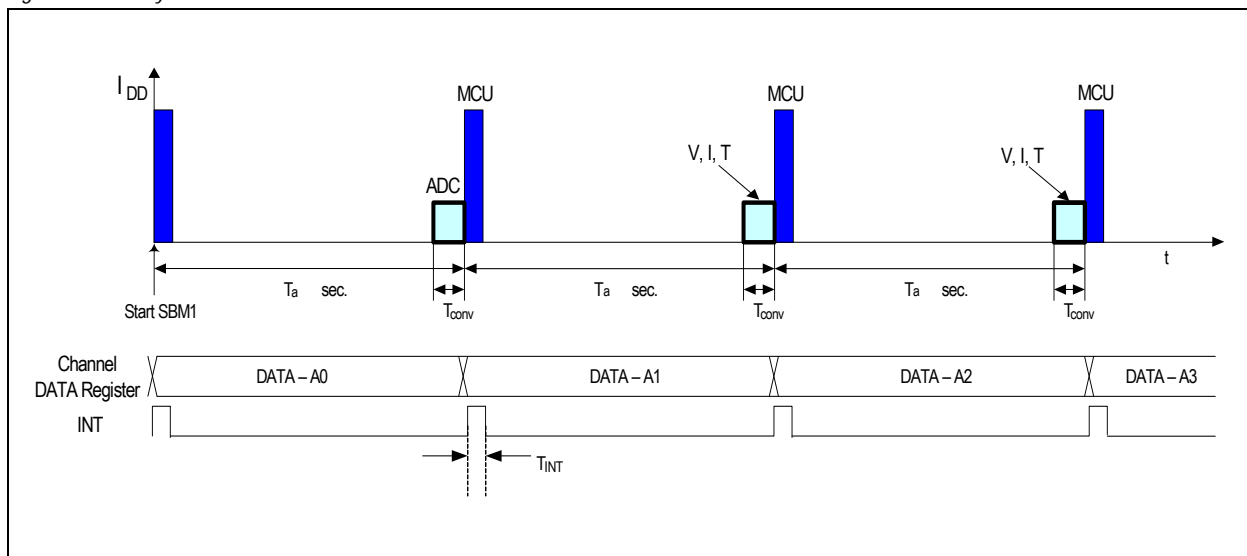 I DD
MCU
MCU
MCU
V, I, T
V, I, T
ADC
t
Ta sec.
Ta sec.
Ta sec.
Start SBM1
Tconv
Tconv
Tconv
Channel
DATA Register
DATA – A0
DATA – A1
DATA – A2
DATA – A3
INT
TINT